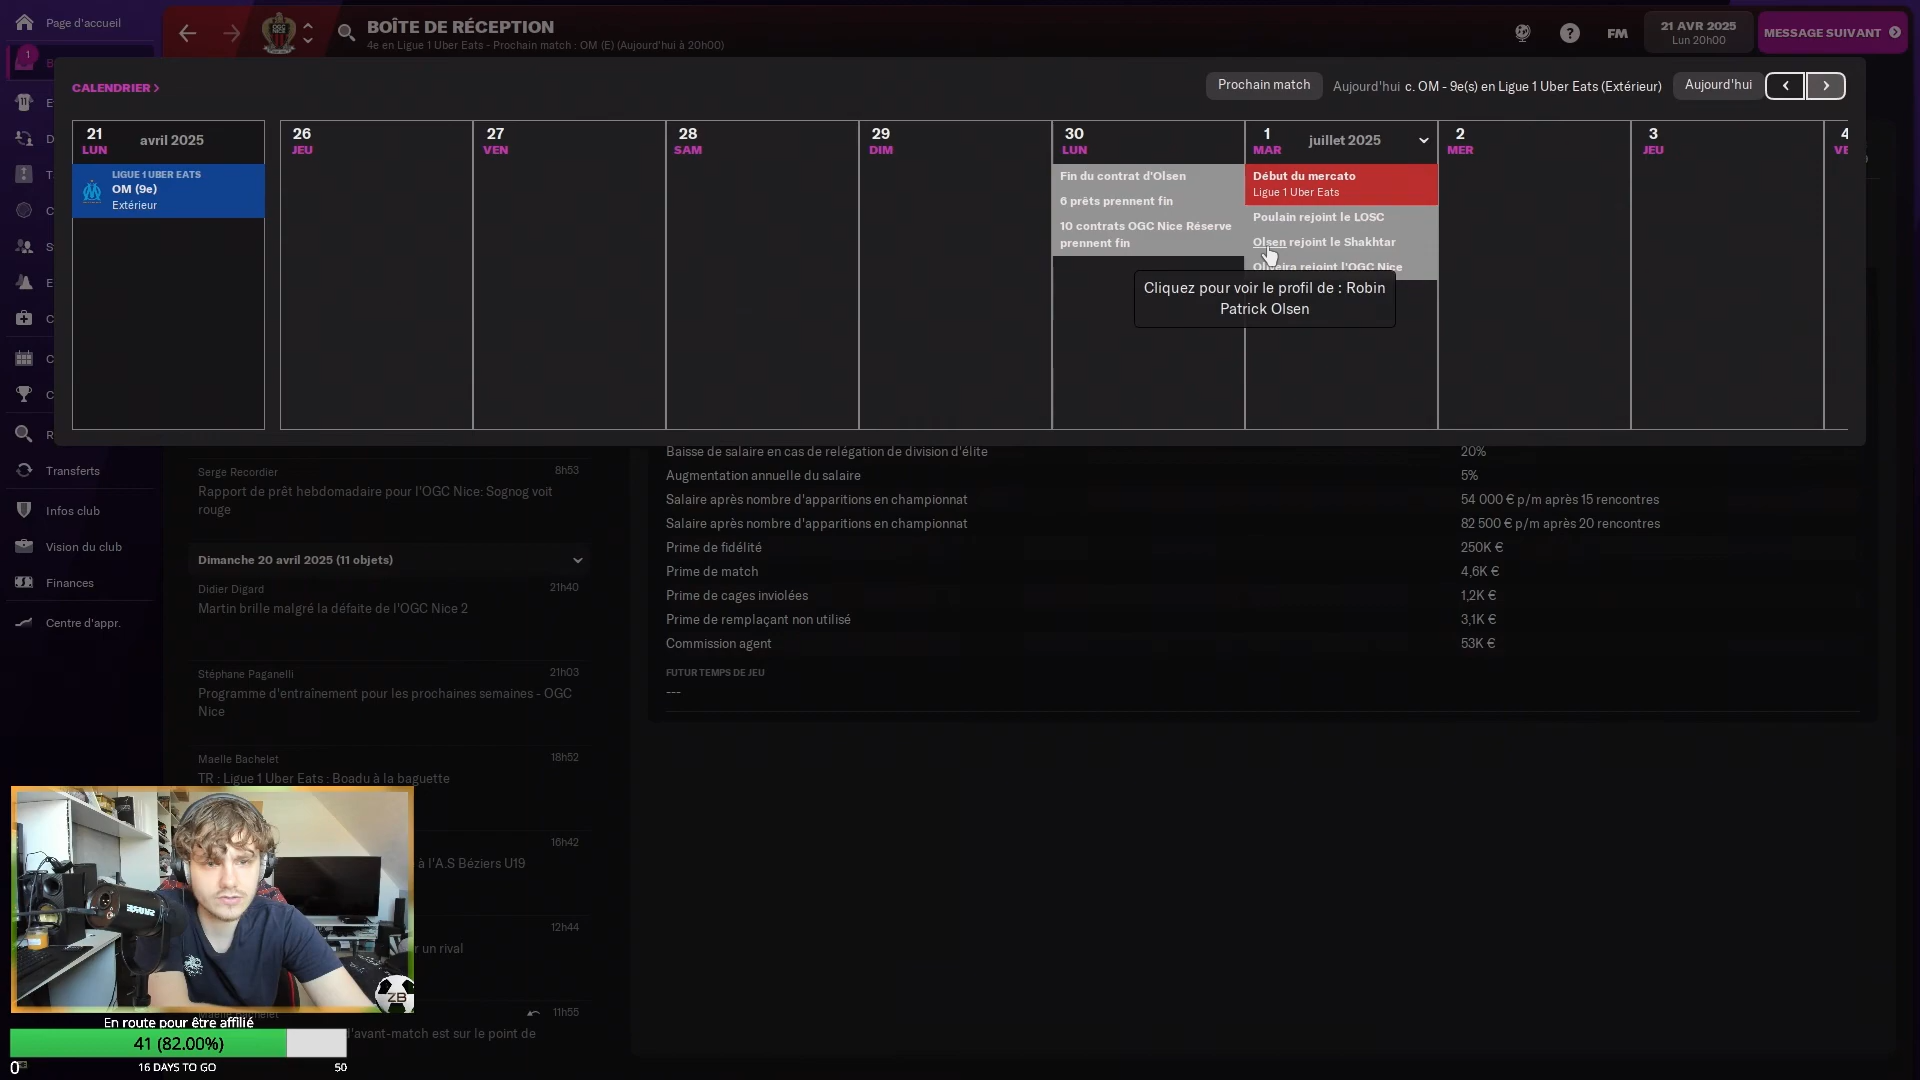 Page d'accueil
BOÎTE DE RÉCEPTION
4e en Ligue 1 Uber Eats - Prochain match : OM (E) (Aujourd'hui à 20h00)
FM
21 AVR 2025
Lun 20h00
MESSAGE SUIVANT
1
CALENDRIER
Prochain match
Aujourd'hui c. OM - 9e(s) en Ligue 1 Uber Eats (Extérieur)
Aujourd'hui
21
LUN
avril 2025
LIGUE 1 UBER EATS
OM (9e)
Extérieur
26
JEU
27
VEN
28
SAM
29
DIM
30
LUN
Fin du contrat d'Olsen
6 prêts prennent fin
10 contrats OGC Nice Réserve
prennent fin
1
MAR
juillet 2025
Début du mercato
Ligue 1 Uber Eats
Poulain rejoint le LOSC
Olsen rejoint le Shakhtar
rejoint l'OGC Nice
2
MER
3
JEU
4
VE
Cliquez pour voir le profil de : Robin
Patrick Olsen
Transferts
Infos club
Vision du club
Finances
Centre d'appr.
Serge Recordier
8h53
Rapport de prêt hebdomadaire pour l'OGC Nice: Sognog voit
rouge
Dimanche 20 avril 2025 (11 objets)
Didier Digard
21h40
Martin brille malgré la défaite de l'OGC Nice 2
Stéphane Paganelli
21h03
Programme d'entraînement pour les prochaines semaines - OGC
Nice
Maelle Bachelet
18h52
TR : Ligue 1 Uber Eats : Boadu à la baguette
16h42
à l'A.S Béziers U19
12h44
r un rival
Maelle Bachelet
11h55
'avant-match est sur le point de
Baisse de salaire en cas de relégation de division d'élite
20%
Augmentation annuelle du salaire
5%
Salaire après nombre d'apparitions en championnat
54 000 € p/m après 15 rencontres
Salaire après nombre d'apparitions en championnat
82 500 € p/m après 20 rencontres
Prime de fidélité
250K €
Prime de match
4,6K €
Prime de cages inviolées
1,2K €
Prime de remplaçant non utilisé
3,1K €
Commission agent
53K €
FUTUR TEMPS DE JEU
---
ZB
En route pour être affilié
41 (82.00%)
0
16 DAYS TO GO
50